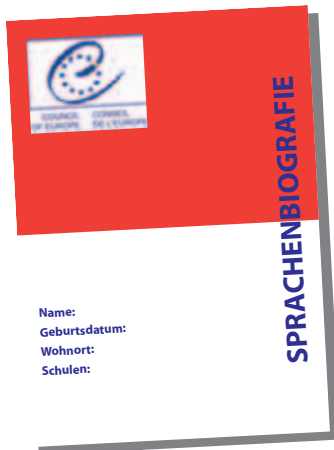 COUNCIL CONSEIL
OF EUROPE DE L'EUROPE
SPRACHENBIOGRAFIE
Name:
Geburtsdatum:
Wohnort:
Schulen: